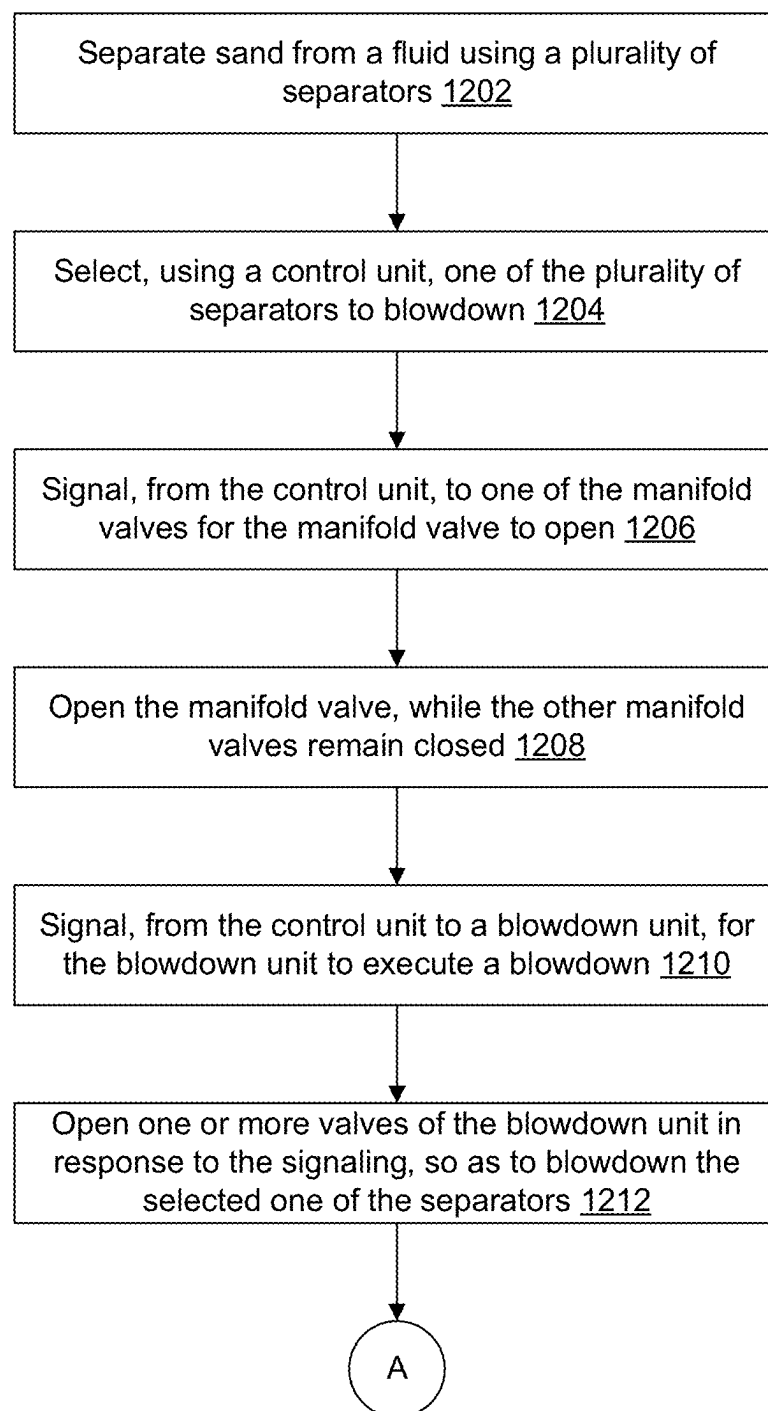 Separate sand from a fluid using a plurality of
separators 1202
Select, using a control unit, one of the plurality of
separators to blowdown 1204
Signal, from the control unit, to one of the manifold
valves for the manifold valve to open 1206
Open the manifold valve, while the other manifold
valves remain closed 1208
Signal, from the control unit to a blowdown unit, for
the blowdown unit to execute a blowdown 1210
Open one or more valves of the blowdown unit in
response to the signaling, so as to blowdown the
selected one of the separators 1212
A